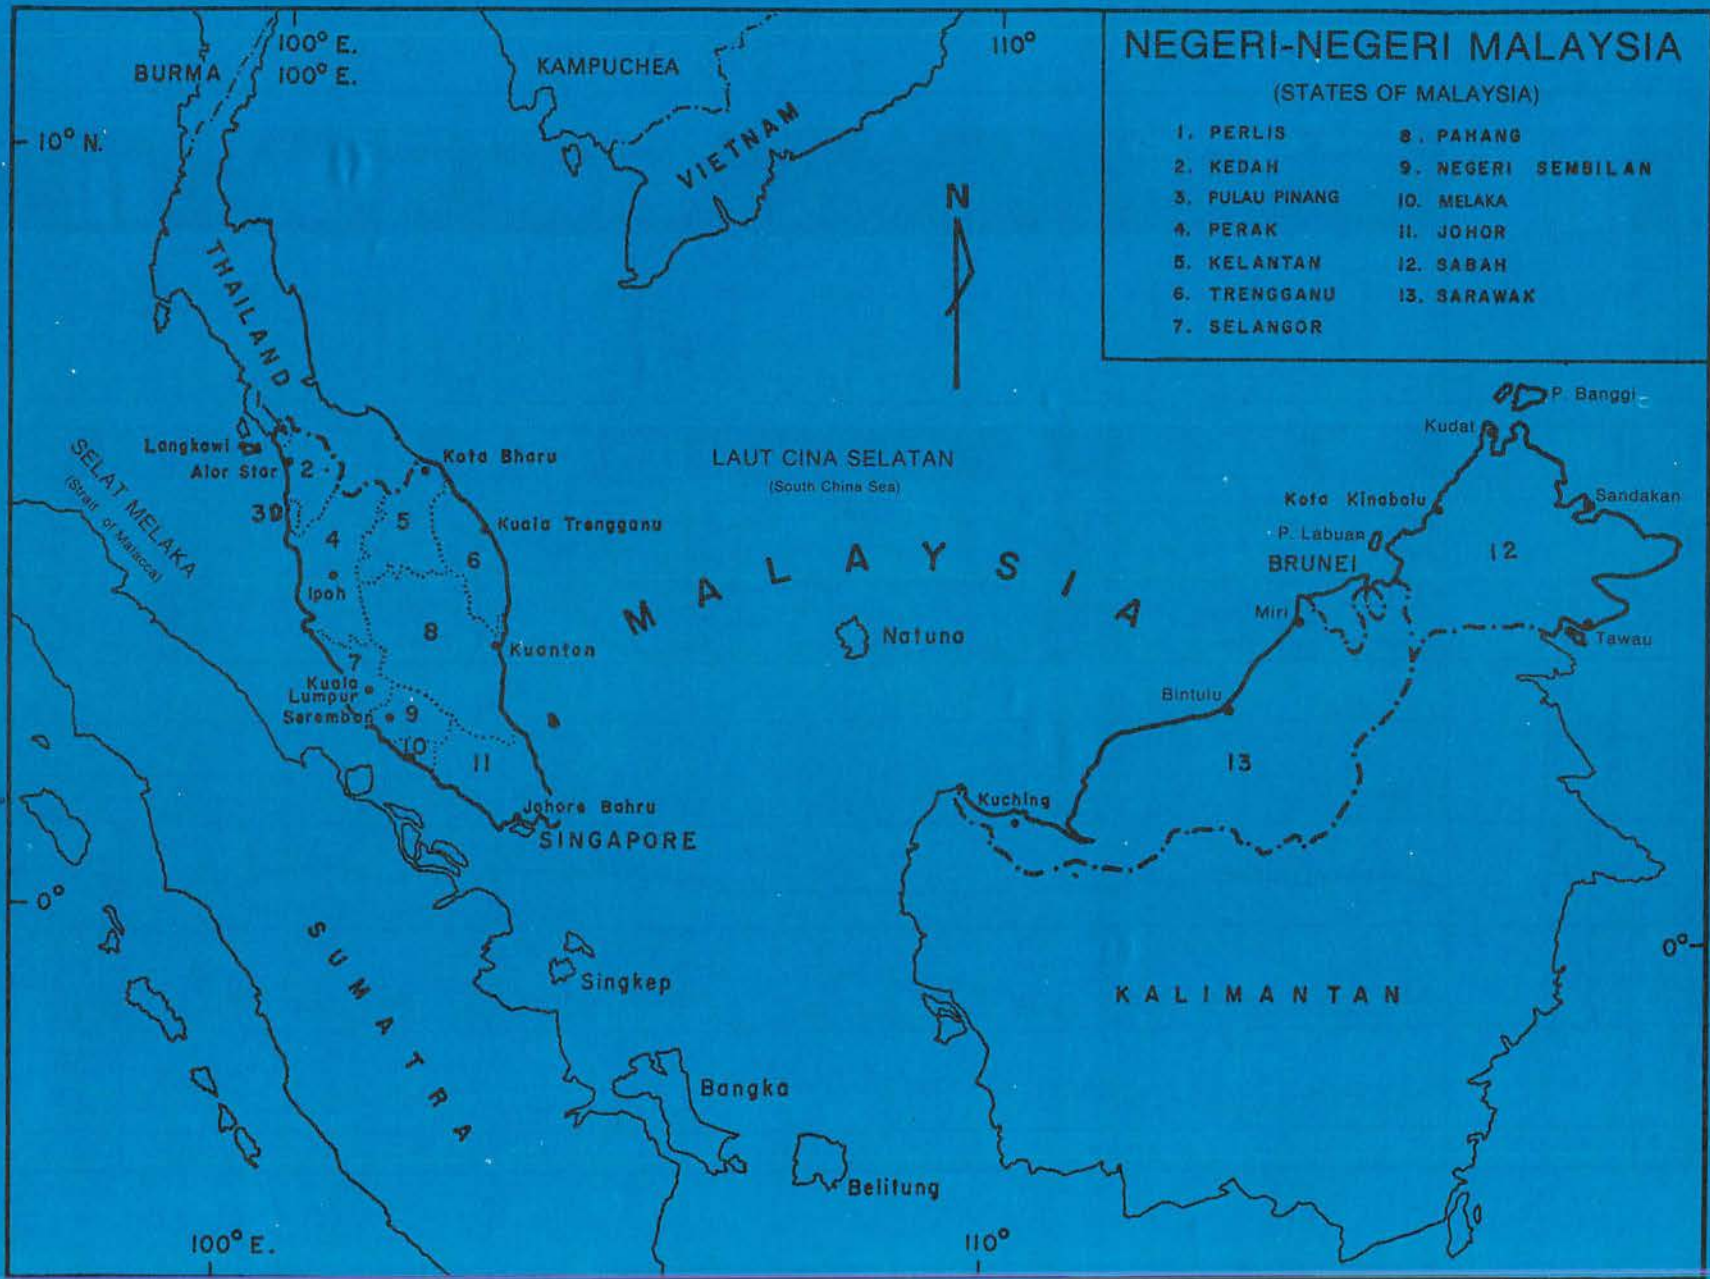 NEGERI-NEGERI MALAYSIA
(STATES OF MALAYSIA)
1. PERLIS
2. KEDAH
3. PULAU PINANG
4. PERAK
5. KELANTAN
6. TRENGGANU
7. SELANGOR
8. PAHANG
9. NEGERI SEMBILAN
10. MELAKA
11. JOHOR
12. SABAH
13. SARAWAK
100° E.
100° E.
110°
BURMA
KAMPUCHEA
10° N.
VIETNAM
N
THAILAND
P. Banggi
Kudat
Langkawi
Alor Star
2
Kota Bharu
SELAT MELAKA
(Strait of Malacca)
LAUT CINA SELATAN
(South China Sea)
Kota Kinabalu
Sandakan
3
5
Kuala Trengganu
4
6
P. Labuan
BRUNEI
12
MALAYSIA
Ipoh
Miri
8
Natuna
Tawau
Kuantan
7
Kuala
Lumpur
Seremban
9
Bintulu
10
11
13
Johore Bahru
SINGAPORE
Kuching
0°
0°
SUMATRA
Singkep
KALIMANTAN
Bangka
Belitung
100° E.
110°